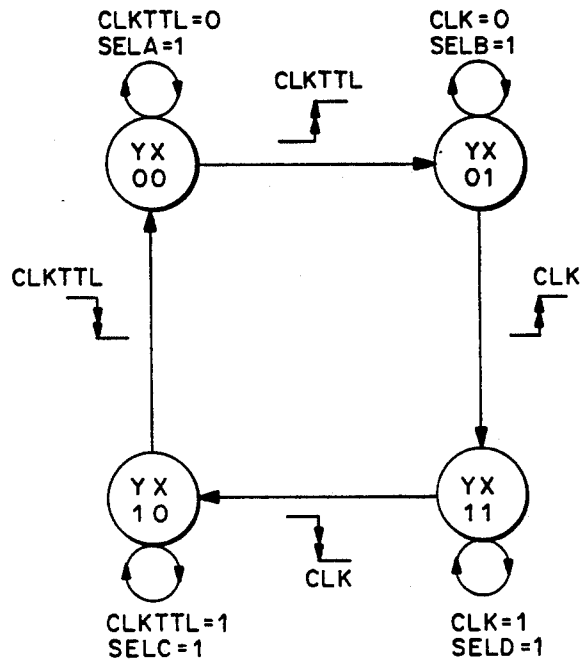 CLKTTL=0
SELA=1
CLK=0
SELB=1
CLKTTL
YX
00
YX
01
CLKTTL
CLK
YX
10
YX
11
CLK
CLKTTL=1
SELC=1
CLK=1
SELD=1